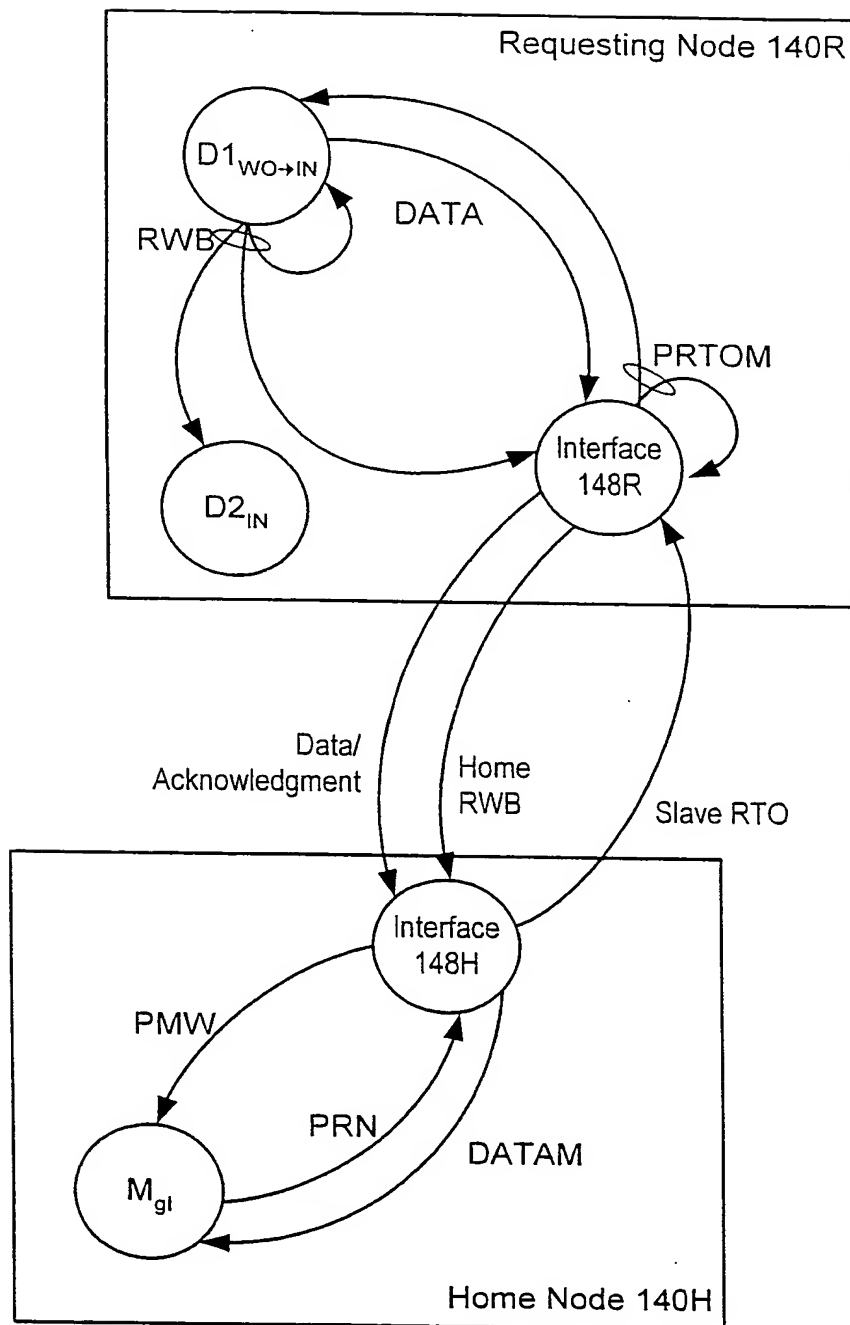 Requesting Node 140R
D1WO→IN
DATA
RWB
PRTOM
Interface
148R
D2IN
Data/
Acknowledgment
Home
RWB
Slave RTO
Interface
148H
PMW
PRN
DATAM
Mgl
Home Node 140H